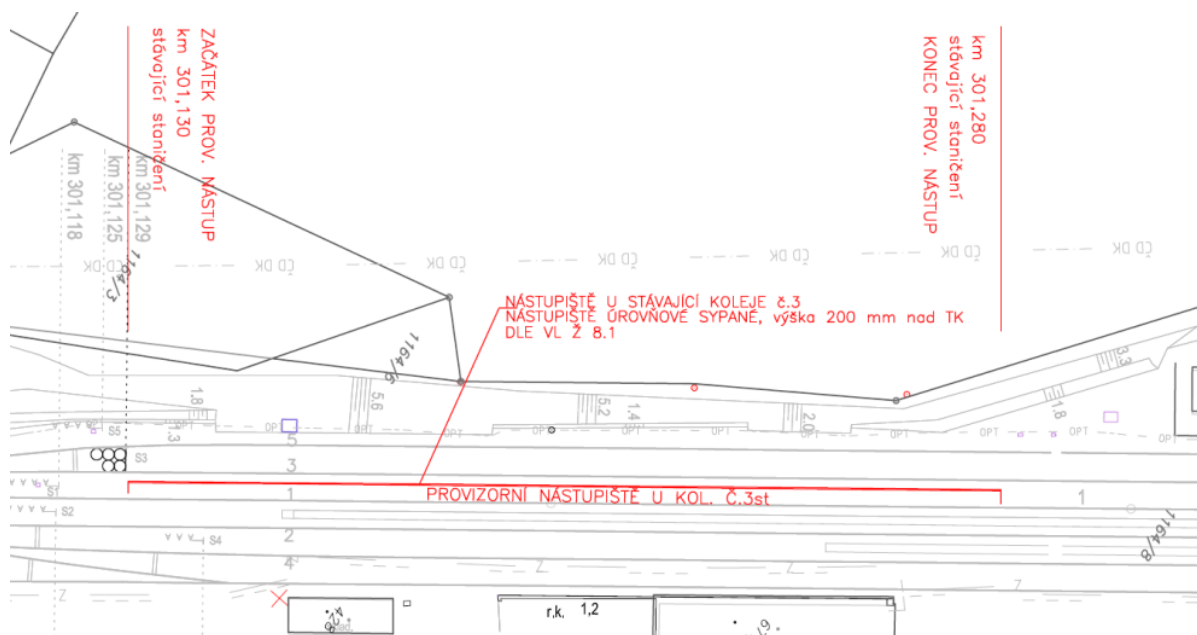 ZAČÁTEK PROV. NÁSTUP
km 301,130
stávající staničení
km 301,280
stávající staničení
KONEC PROV. NÁSTUP
km 301,118
km 301,125
km 301,129
1164/3
ČD DK
ČD DK
ČD DK
ČD DK
ČD DK
ČD DK
ČD DK
NÁSTUPIŠTĚ U STÁVAJÍCÍ KOLEJE č.3
NÁSTUPIŠTĚ ÚROVŇOVÉ SYPANÉ, výška 200 mm nad TK
DLE VL Ž 8.1
1164/6
3.3
1.8
5.6
5.2
1.4
2.0
1.8
OPT
OPT
OPT
OPT
OPT
OPT
OPT
OPT
OPT
S5
5
S3
3
S1
1
PROVIZORNÍ NÁSTUPIŠTĚ U KOL. Č.3st
1
S2
1164/8
S4
2
4
Z
Z
Z
Z
r.k. 1,2